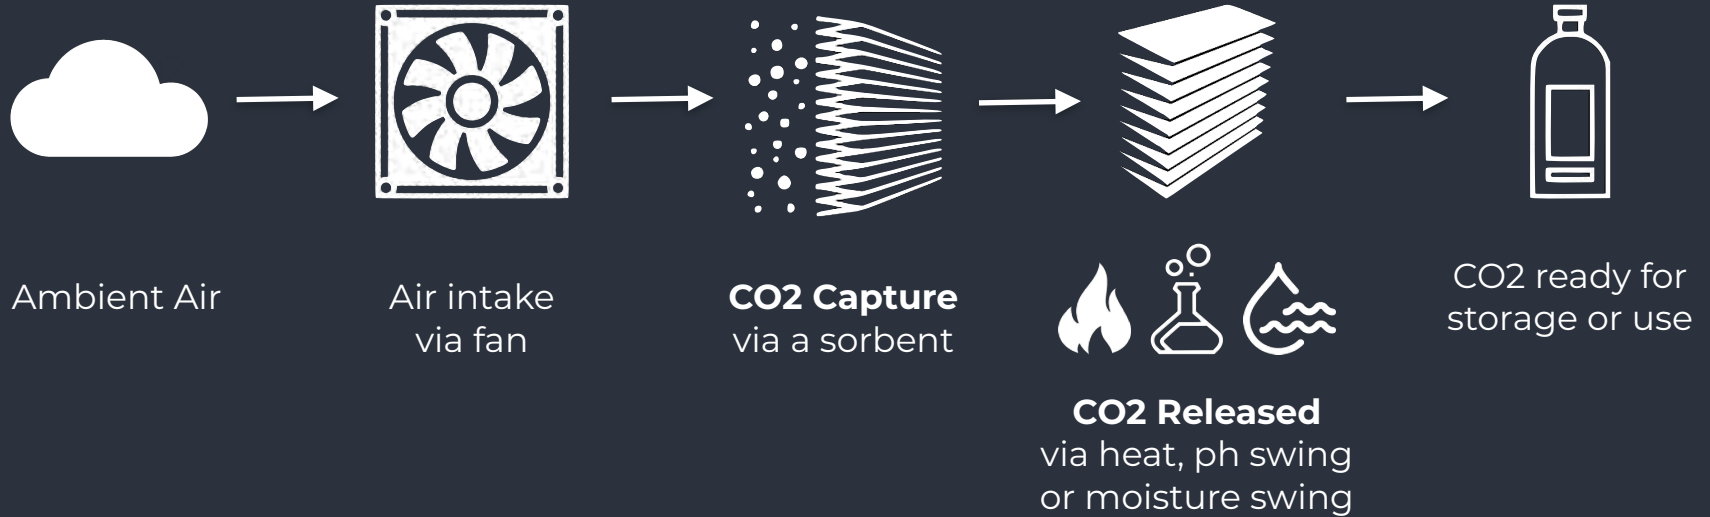 Ambient Air
Air intake
via fan
CO2 Capture
via a sorbent
CO2 Released
via heat, ph swing
or moisture swing
CO2 ready for
storage or use